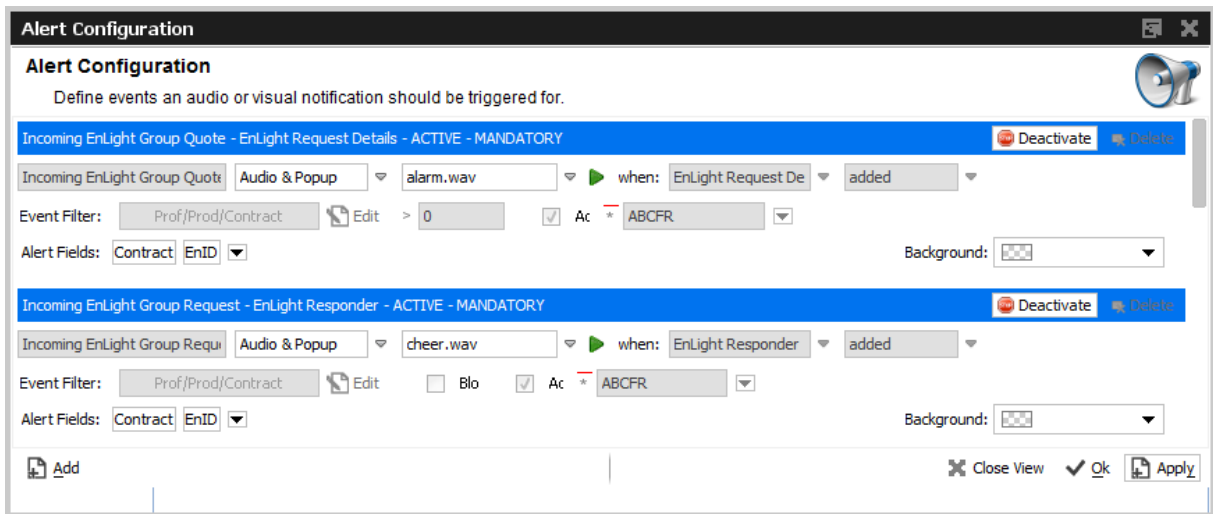 Alert Configuration
Alert Configuration
Define events an audio or visual notification should be triggered for.
Incoming EnLight Group Quote - EnLight Request Details - ACTIVE - MANDATORY Deactivate Delete
Incoming EnLight Group Quote Audio & Popup alarm.wav when: EnLight Request De added
Event Filter: Prof/Prod/Contract Edit > 0 Ac * ABCFR
Alert Fields: Contract EnID Background:
Incoming EnLight Group Request - EnLight Responder - ACTIVE - MANDATORY Deactivate Delete
Incoming EnLight Group Requ Audio & Popup cheer.wav when: EnLight Responder added
Event Filter: Prof/Prod/Contract Edit Blo Ac * ABCFR
Alert Fields: Contract EnID Background:
Add Close View Ok Apply